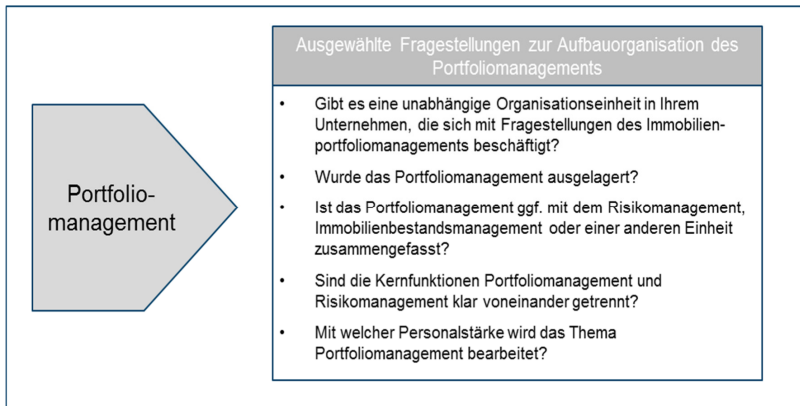 Portfolio-
management
Ausgewählte Fragestellungen zur Aufbauorganisation des
Portfoliomanagements
• Gibt es eine unabhängige Organisationseinheit in Ihrem
Unternehmen, die sich mit Fragestellungen des Immobilien-
portfoliomanagements beschäftigt?
• Wurde das Portfoliomanagement ausgelagert?
• Ist das Portfoliomanagement ggf. mit dem Risikomanagement,
Immobilienbestandsmanagement oder einer anderen Einheit
zusammengefasst?
• Sind die Kernfunktionen Portfoliomanagement und
Risikomanagement klar voneinander getrennt?
• Mit welcher Personalstärke wird das Thema
Portfoliomanagement bearbeitet?